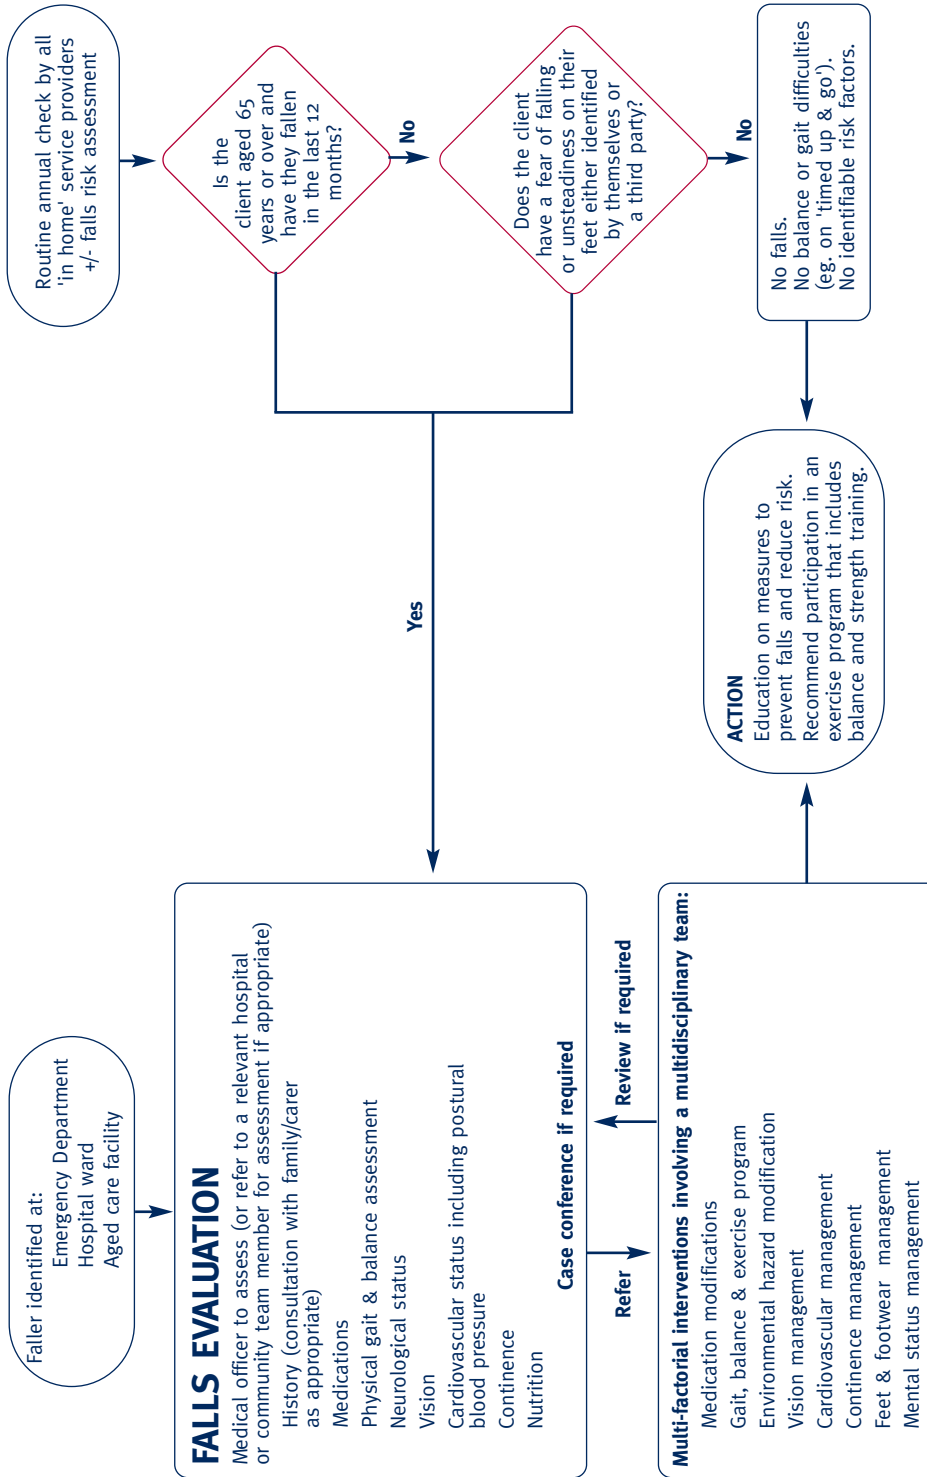 Faller identified at:
Emergency Department
Hospital ward
Aged care facility
Routine annual check by all
'in home' service providers
+/- falls risk assessment
FALLS EVALUATION
Medical officer to assess (or refer to a relevant hospital
or community team member for assessment if appropriate)
History (consultation with family/carer
as appropriate)
Medications
Physical gait & balance assessment
Neurological status
Vision
Cardiovascular status including postural
blood pressure
Continence
Nutrition
Case conference if required
Yes
Is the
client aged 65
years or over and
have they fallen
in the last 12
months?
No
Does the client
have a fear of falling
or unsteadiness on their
feet either identified
by themselves or
a third party?
No
Refer
Review if required
Multi-factorial interventions involving a multidisciplinary team:
Medication modifications
Gait, balance & exercise program
Environmental hazard modification
Vision management
Cardiovascular management
Continence management
Feet & footwear management
Mental status management
ACTION
Education on measures to
prevent falls and reduce risk.
Recommend participation in an
exercise program that includes
balance and strength training.
No falls.
No balance or gait difficulties
(eg. on 'timed up & go').
No identifiable risk factors.